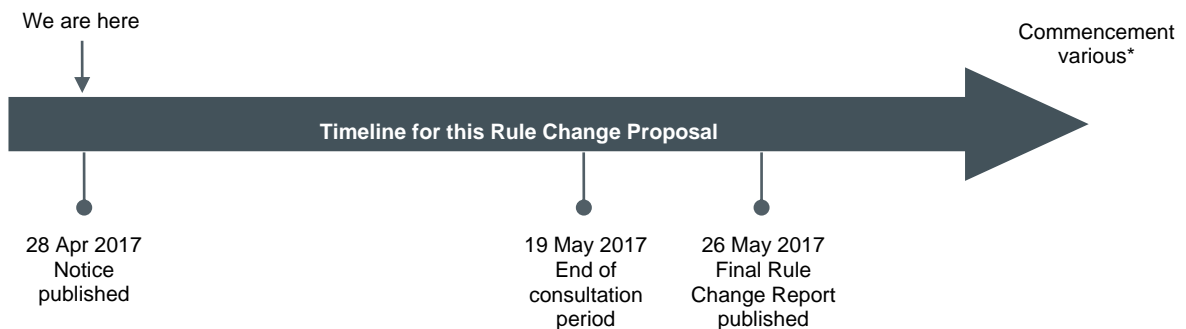 We are here
Commencement
various*
Timeline for this Rule Change Proposal
28 Apr 2017
Notice
published
19 May 2017
End of
consultation
period
26 May 2017
Final Rule
Change Report
published